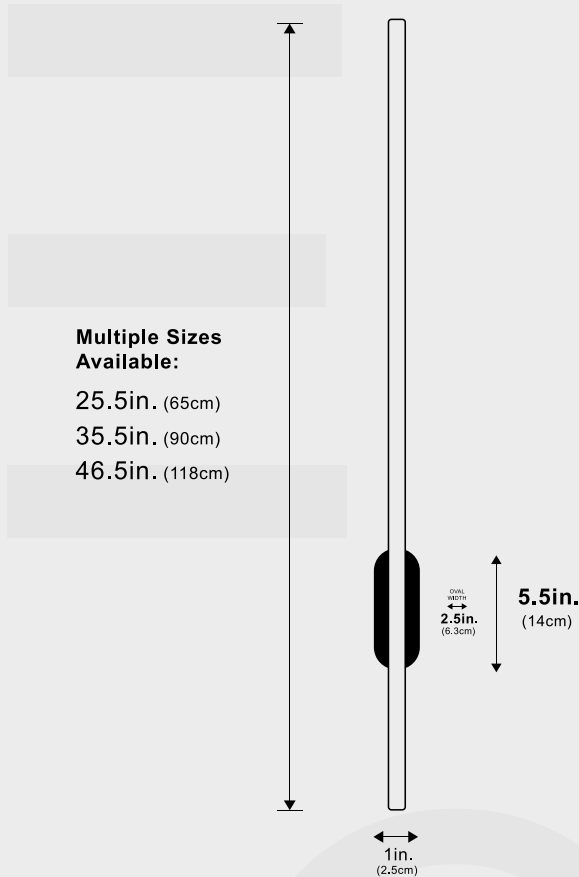 Multiple Sizes
Available:
25.5in. (65cm)
35.5in. (90cm)
46.5in. (118cm)
OVAL
WIDTH
2.5in.
(6.3cm)
5.5in.
(14cm)
1in.
(2.5cm)